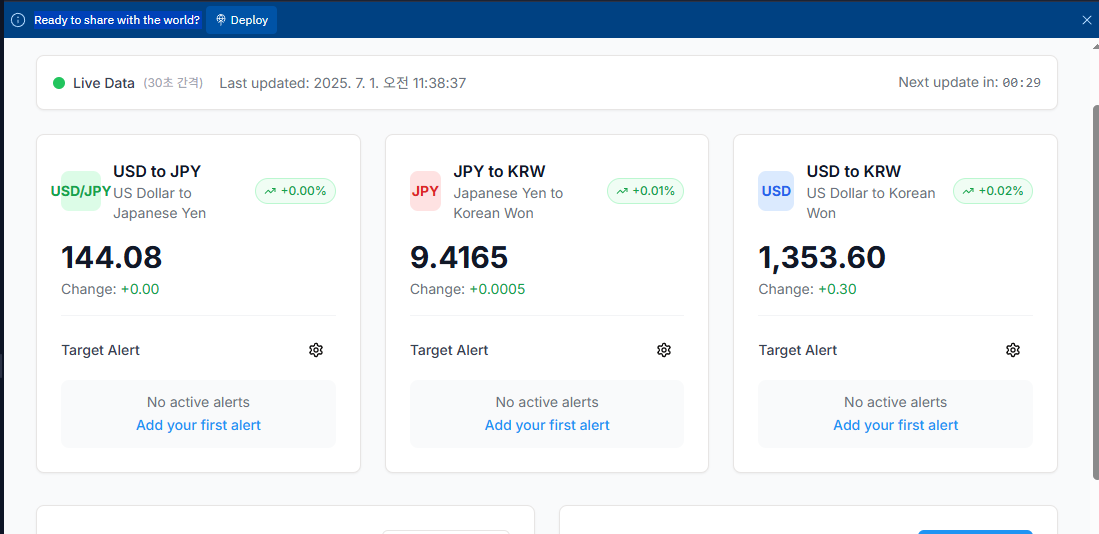 Ready to share with the world? Deploy
Live Data (30초 간격) Last updated: 2025. 7. 1. 오전 11:38:37 Next update in: 00:29
USD/JPY
USD to JPY
US Dollar to
Japanese Yen
+0.00%
144.08
Change: +0.00
Target Alert
No active alerts
Add your first alert
JPY
JPY to KRW
Japanese Yen to
Korean Won
+0.01%
9.4165
Change: +0.0005
Target Alert
No active alerts
Add your first alert
USD
USD to KRW
US Dollar to Korean
Won
+0.02%
1,353.60
Change: +0.30
Target Alert
No active alerts
Add your first alert